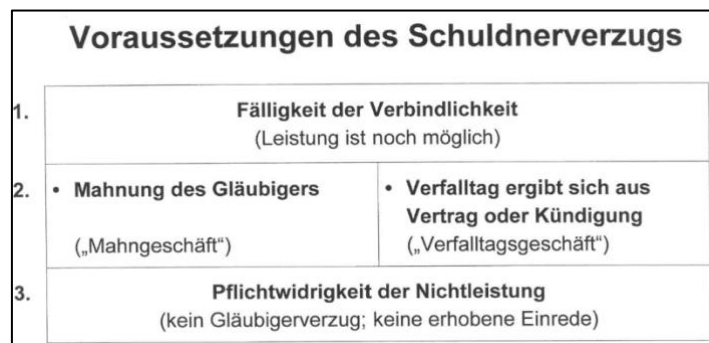 Voraussetzungen des Schuldnerverzugs
1. Fälligkeit der Verbindlichkeit
(Leistung ist noch möglich)
2. • Mahnung des Gläubigers
(„Mahngeschäft“)
• Verfalltag ergibt sich aus
Vertrag oder Kündigung
(„Verfalltagsgeschäft“)
3. Pflichtwidrigkeit der Nichtleistung
(kein Gläubigerverzug; keine erhobene Einrede)